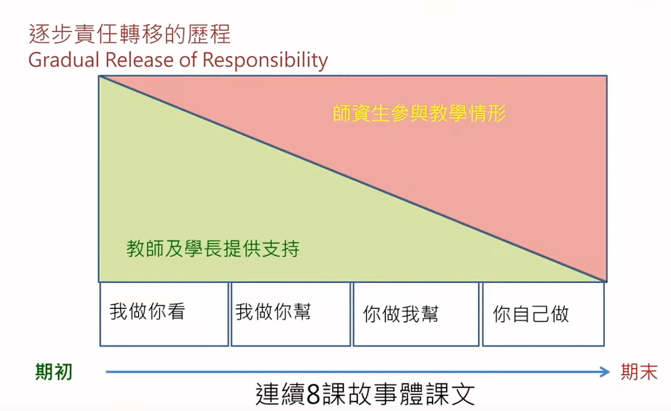 逐步責任轉移的歷程
Gradual Release of Responsibility
師資生參與教學情形
教師及學長提供支持
我做你看
我做你幫
你做我幫
你自己做
期初
期末
連續8課故事體課文